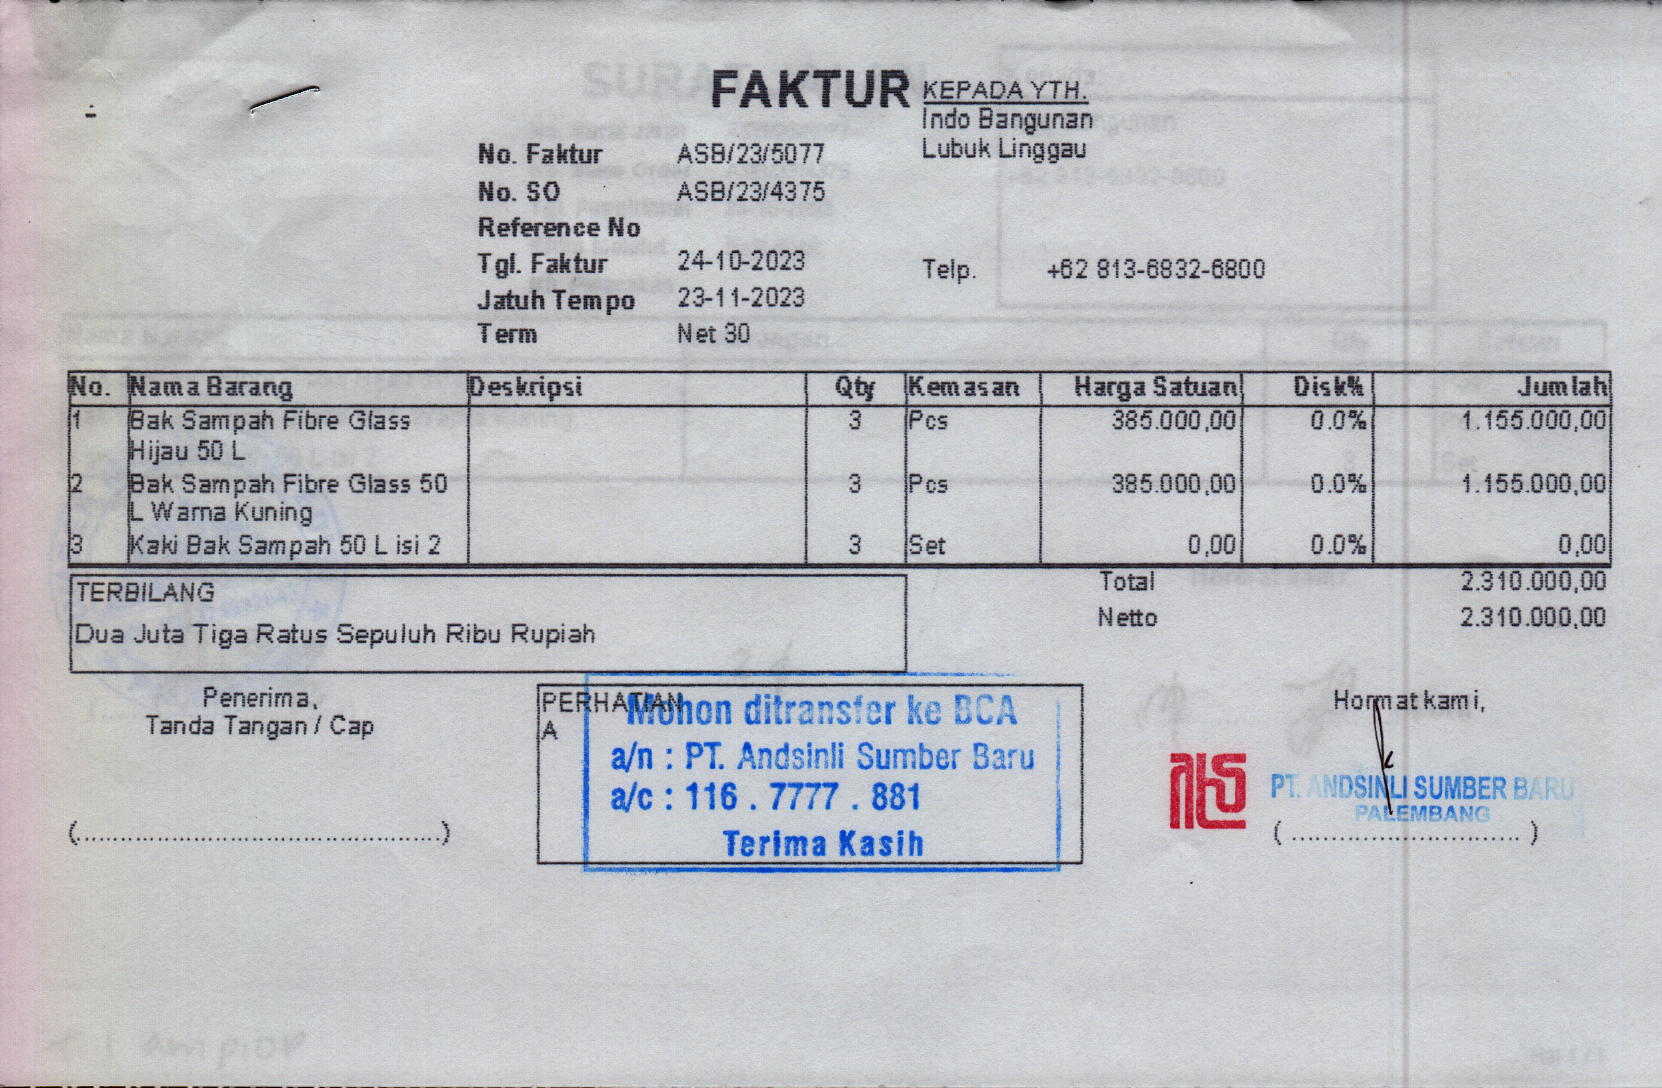 FAKTUR
KEPADA YTH.
Indo Bangunan
Lubuk Linggau
No. Faktur ASB/23/5077
No. SO ASB/23/4375
Reference No
Tgl. Faktur 24-10-2023
Telp. +62 813-6832-6800
Jatuh Tempo 23-11-2023
Term Net 30
No. Nama Barang Deskripsi Qty Kemasan Harga Satuan Disk% Jumlah
1 Bak Sampah Fibre Glass 3 Pcs 385.000,00 0.0% 1.155.000,00
Hijau 50 L
2 Bak Sampah Fibre Glass 50 3 Pcs 385.000,00 0.0% 1.155.000,00
L Warna Kuning
3 Kaki Bak Sampah 50 L isi 2 3 Set 0,00 0.0% 0,00
Total 2.310.000,00
Netto 2.310.000,00
TERBILANG
Dua Juta Tiga Ratus Sepuluh Ribu Rupiah
Penerima,
Tanda Tangan / Cap
(..........................................)
PERHATIAN
A
Mohon ditransfer ke BCA
a/n : PT. Andsinli Sumber Baru
a/c : 116 . 7777 . 881
Terima Kasih
Hormat kami,
PT. ANDSINLI SUMBER BARU
PALEMBANG
( ............................. )